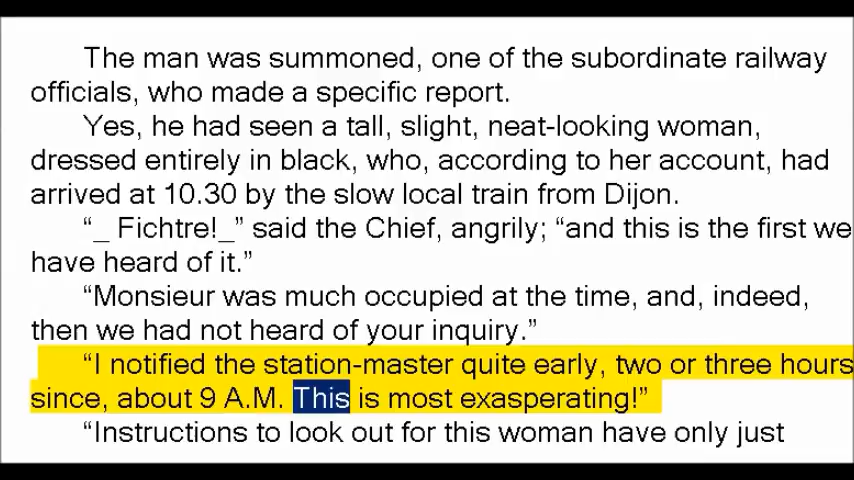 The man was summoned, one of the subordinate railway
officials, who made a specific report.
Yes, he had seen a tall, slight, neat-looking woman,
dressed entirely in black, who, according to her account, had
arrived at 10.30 by the slow local train from Dijon.
“_ Fichtre!_” said the Chief, angrily; “and this is the first we
have heard of it.”
“Monsieur was much occupied at the time, and, indeed,
then we had not heard of your inquiry.”
“I notified the station-master quite early, two or three hours
since, about 9 A.M. This is most exasperating!”
“Instructions to look out for this woman have only just